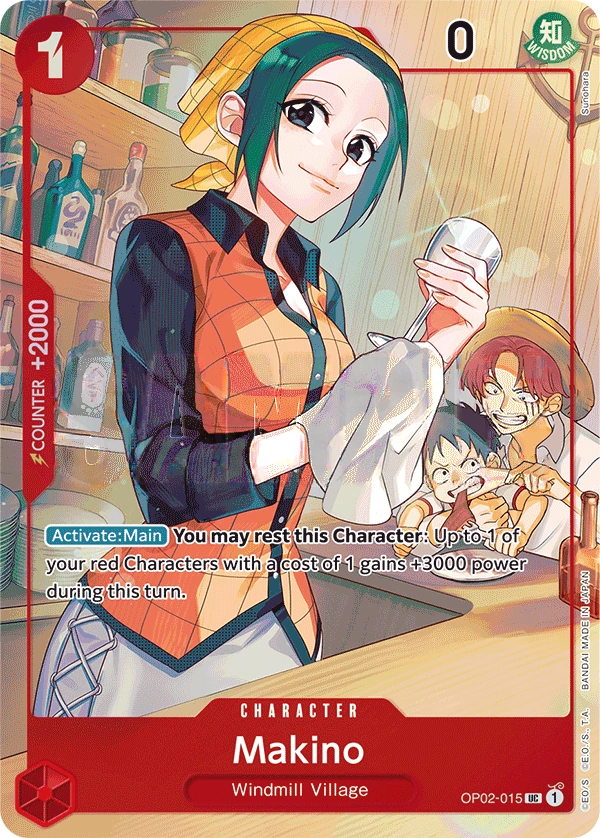 1
0
知
WISDOM
Sunohara
COUNTER +2000
Activate:Main You may rest this Character: Up to 1 of
your red Characters with a cost of 1 gains +3000 power
during this turn.
BANDAI MADE IN JAPAN
©EO/S ©E.O./S., T.A.
CHARACTER
Makino
Windmill Village
OP02-015 UC 1